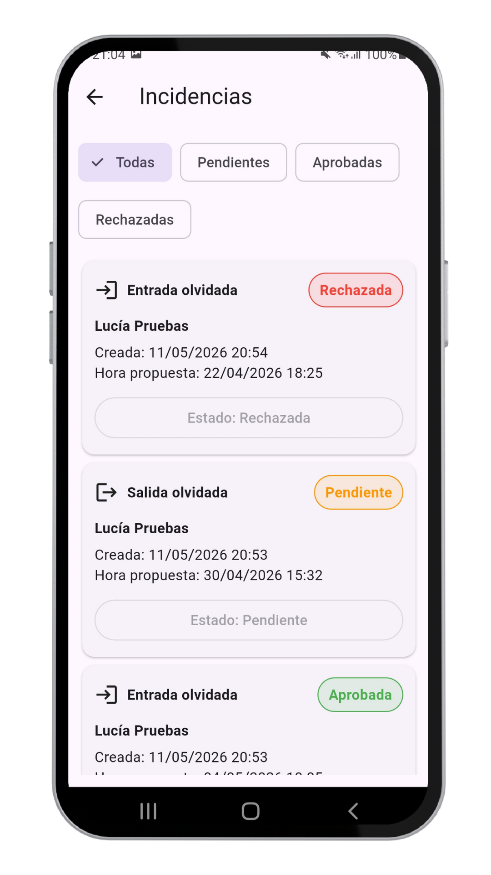 21:04 100%
Incidencias
Todas Pendientes Aprobadas
Rechazadas
Entrada olvidada Rechazada
Lucía Pruebas
Creada: 11/05/2026 20:54
Hora propuesta: 22/04/2026 18:25
Estado: Rechazada
Salida olvidada Pendiente
Lucía Pruebas
Creada: 11/05/2026 20:53
Hora propuesta: 30/04/2026 15:32
Estado: Pendiente
Entrada olvidada Aprobada
Lucía Pruebas
Creada: 11/05/2026 20:53